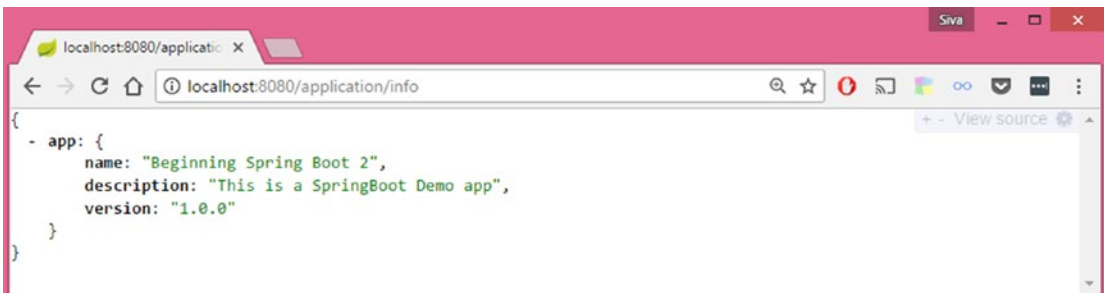 Siva
localhost:8080/applicatio
localhost:8080/application/info
+ - View source
{
- app: {
name: "Beginning Spring Boot 2",
description: "This is a SpringBoot Demo app",
version: "1.0.0"
}
}